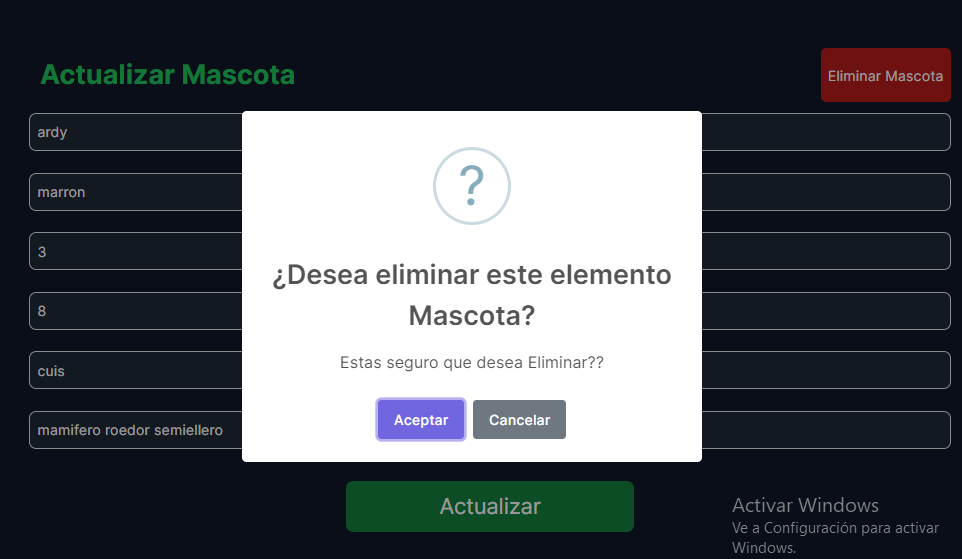 Actualizar Mascota
Eliminar Mascota
ardy
marron
3
8
cuis
mamifero roedor semiellero
?
¿Desea eliminar este elemento
Mascota?
Estas seguro que desea Eliminar??
Aceptar
Cancelar
Actualizar
Activar Windows
Ve a Configuración para activar
Windows.